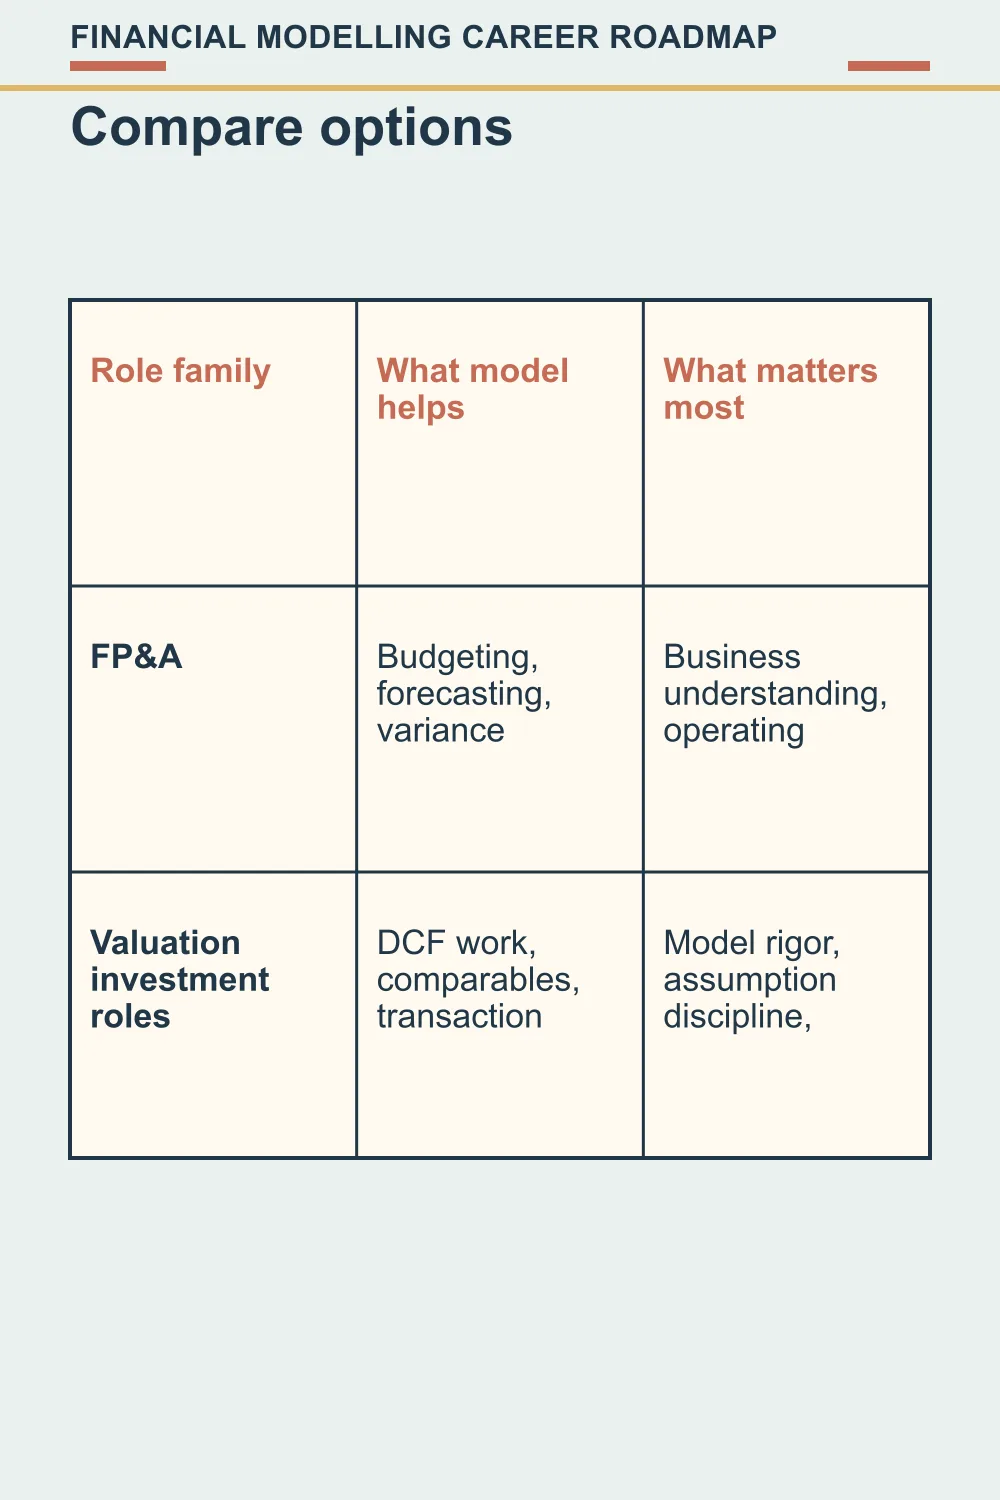 FINANCIAL MODELLING CAREER ROADMAP
Compare options
Role family
What model
helps
What matters
most
FP&A
Budgeting,
forecasting,
variance
Business
understanding,
operating
Valuation
investment
roles
DCF work,
comparables,
transaction
Model rigor,
assumption
discipline,